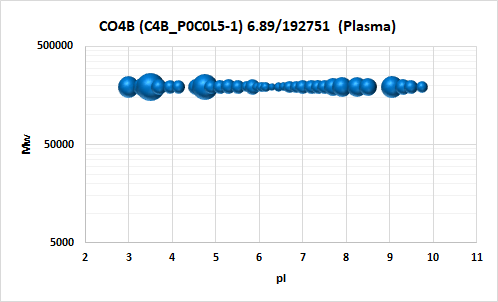 CO4B (C4B_P0C0L5-1) 6.89/192751 (Plasma)
500000
50000
5000
Mw
2 3 4 5 6 7 8 9 10 11
pI